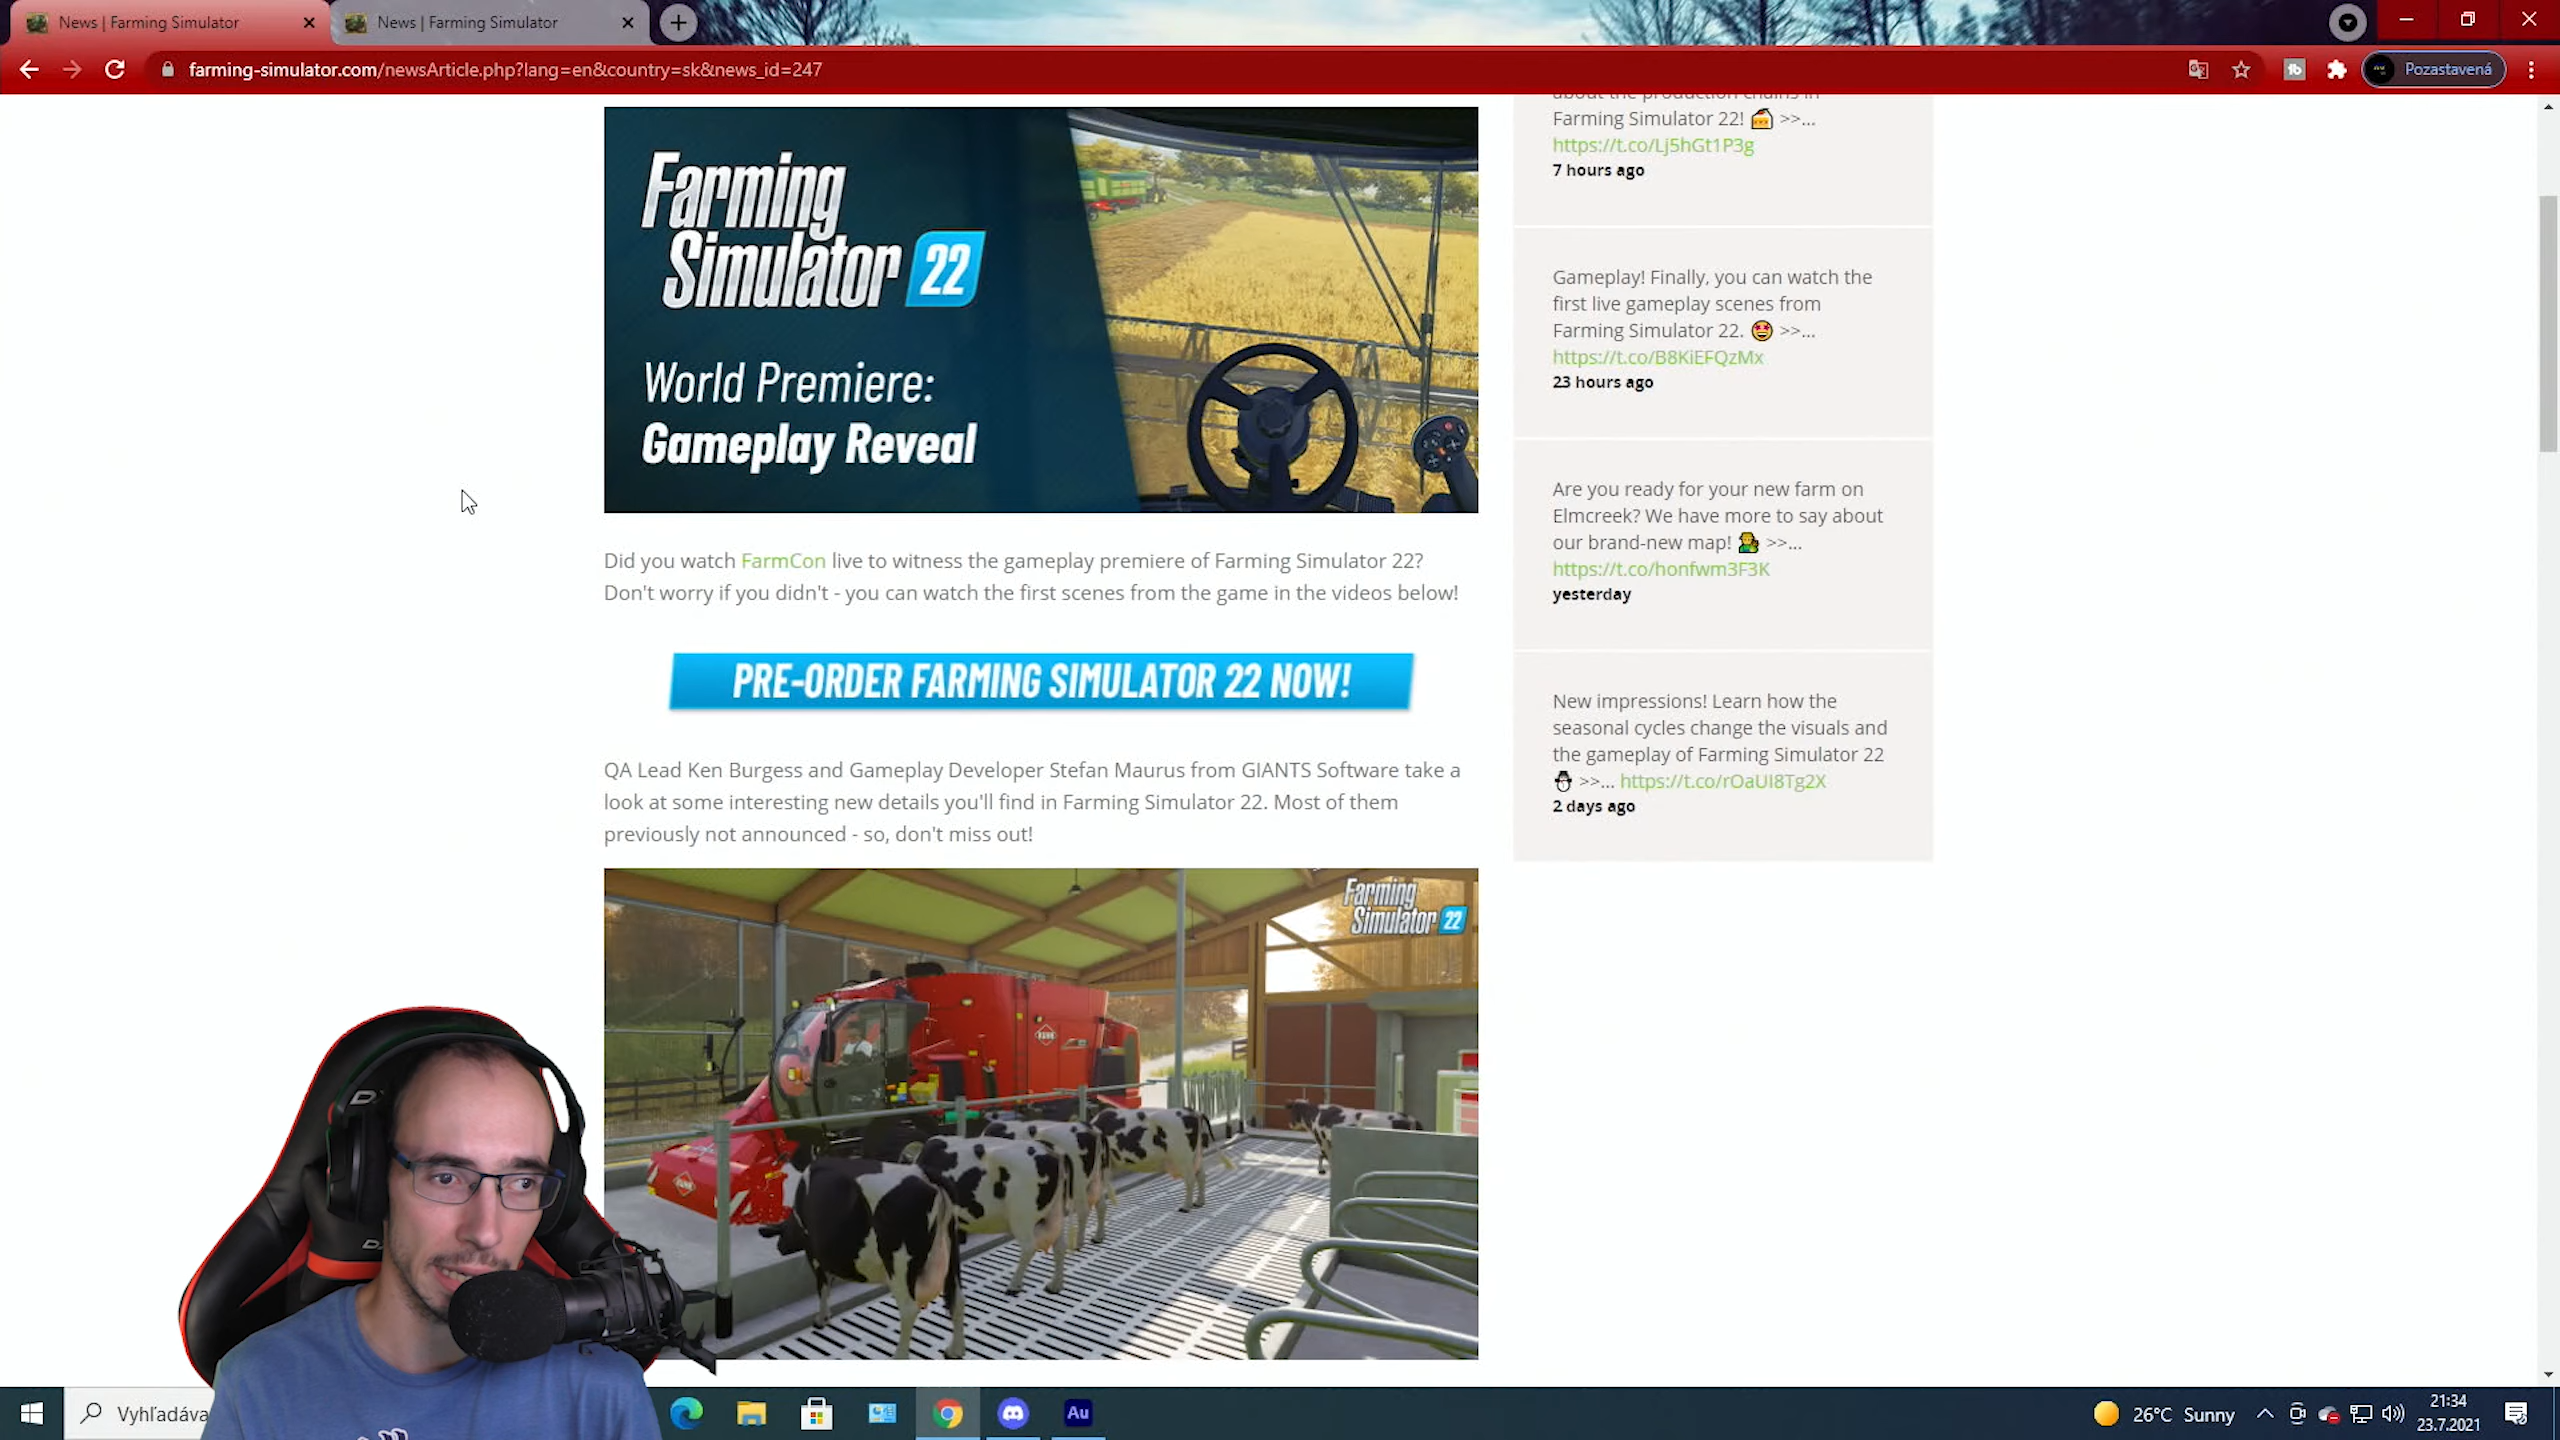 News | Farming Simulator
News | Farming Simulator
farming-simulator.com/newsArticle.php?lang=en&country=sk&news_id=247
Pozastavená
Farming
Simulator 22
World Premiere:
Gameplay Reveal
Did you watch FarmCon live to witness the gameplay premiere of Farming Simulator 22?
Don't worry if you didn't - you can watch the first scenes from the game in the videos below!
PRE-ORDER FARMING SIMULATOR 22 NOW!
QA Lead Ken Burgess and Gameplay Developer Stefan Maurus from GIANTS Software take a
look at some interesting new details you'll find in Farming Simulator 22. Most of them
previously not announced - so, don't miss out!
Farming
Simulator 22
KUHN
KUHN
about the production chains in
Farming Simulator 22! 🧀 >>...
https://t.co/Lj5hGt1P3g
7 hours ago
Gameplay! Finally, you can watch the
first live gameplay scenes from
Farming Simulator 22. 🤩 >>...
https://t.co/B8KiEFQzMx
23 hours ago
Are you ready for your new farm on
Elmcreek? We have more to say about
our brand-new map! 👨‍🌾 >>...
https://t.co/honfwm3F3K
yesterday
New impressions! Learn how the
seasonal cycles change the visuals and
the gameplay of Farming Simulator 22
⛄ >>... https://t.co/rOaUI8Tg2X
2 days ago
Vyhľadáva
Au
26°C Sunny
21:34
23.7.2021